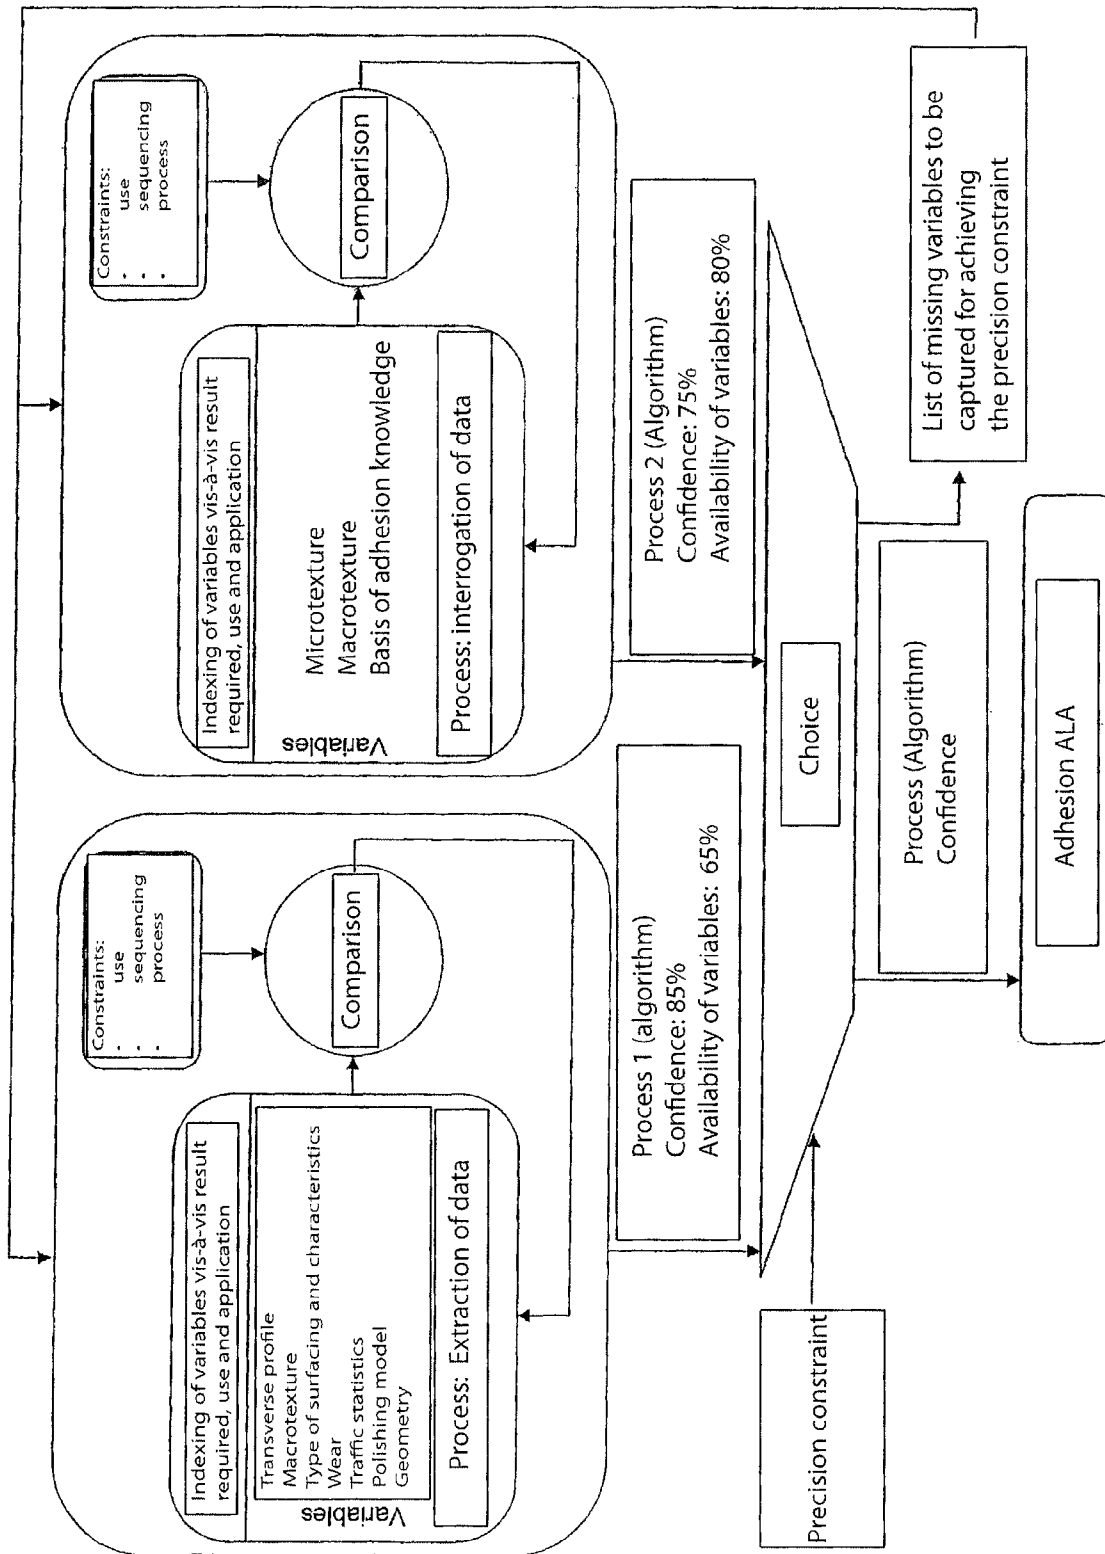 Constraints:
use
sequencing
process
Indexing of variables vis-à-vis result
required, use and application
Variables
Transverse profile
Macrotexture
Type of surfacing and characteristics
Wear
Traffic statistics
Polishing model
Geometry
Process: Extraction of data
Comparison
Constraints:
use
sequencing
process
Indexing of variables vis-à-vis result
required, use and application
Variables
Microtexture
Macrotexture
Basis of adhesion knowledge
Process: interrogation of data
Comparison
Process 1 (algorithm)
Confidence: 85%
Availability of variables: 65%
Process 2 (Algorithm)
Confidence: 75%
Availability of variables: 80%
Precision constraint
Choice
Process (Algorithm)
Confidence
List of missing variables to be
captured for achieving
the precision constraint
Adhesion ALA